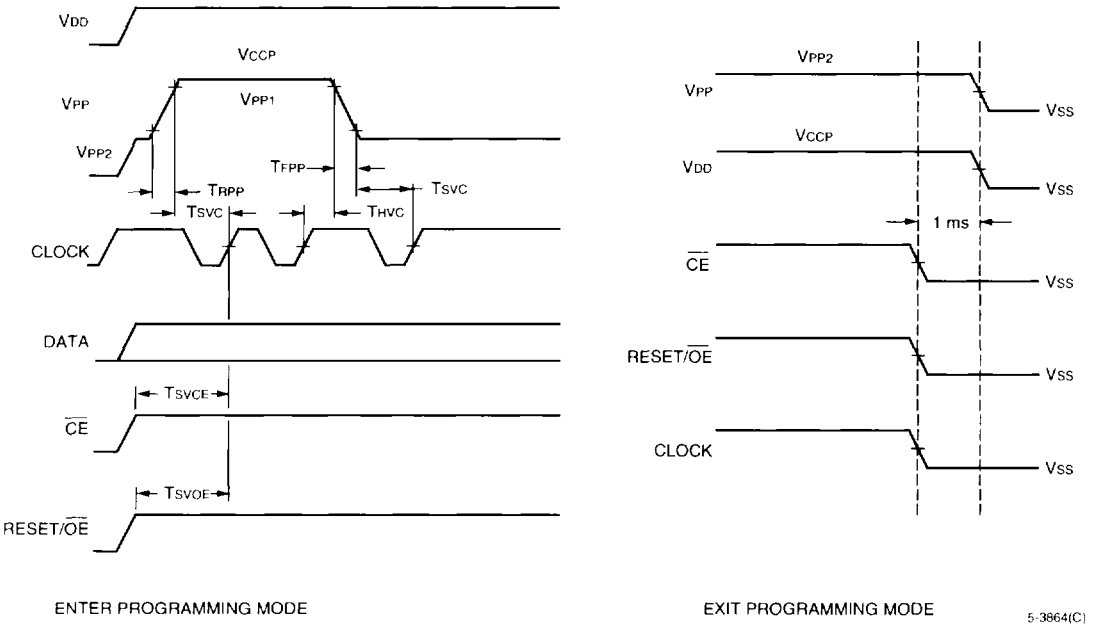 VDD
VCCP
VPP
VPP1
VPP2
TFPP
TSVC
TRPP
TSVC
THVC
CLOCK
DATA
TSVCE
CE
TSVOE
RESET/OE
ENTER PROGRAMMING MODE
VPP2
VPP
VSS
VCCP
VDD
VSS
1 ms
CE
VSS
RESET/OE
VSS
CLOCK
VSS
EXIT PROGRAMMING MODE
5-3864(C)